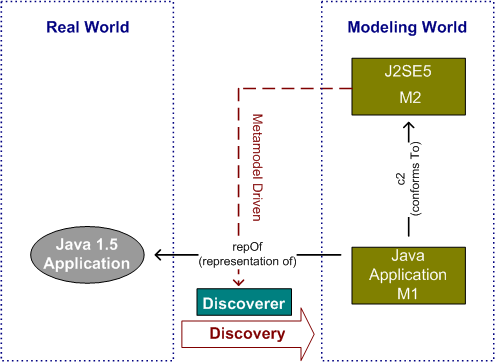 Real World
Modeling World
J2SE5
M2
Metamodel Driven
c2
(conforms To)
Java 1.5
Application
repOf
(representation of)
Java
Application
M1
Discoverer
Discovery